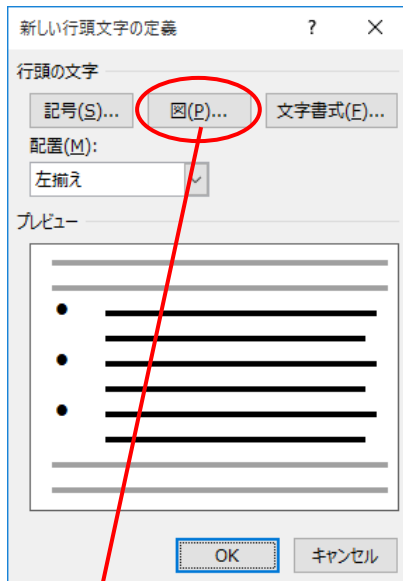 新しい行頭文字の定義 ? ×
行頭の文字
記号(S)... 図(P)... 文字書式(F)...
配置(M):
左揃え
プレビュー
OK キャンセル